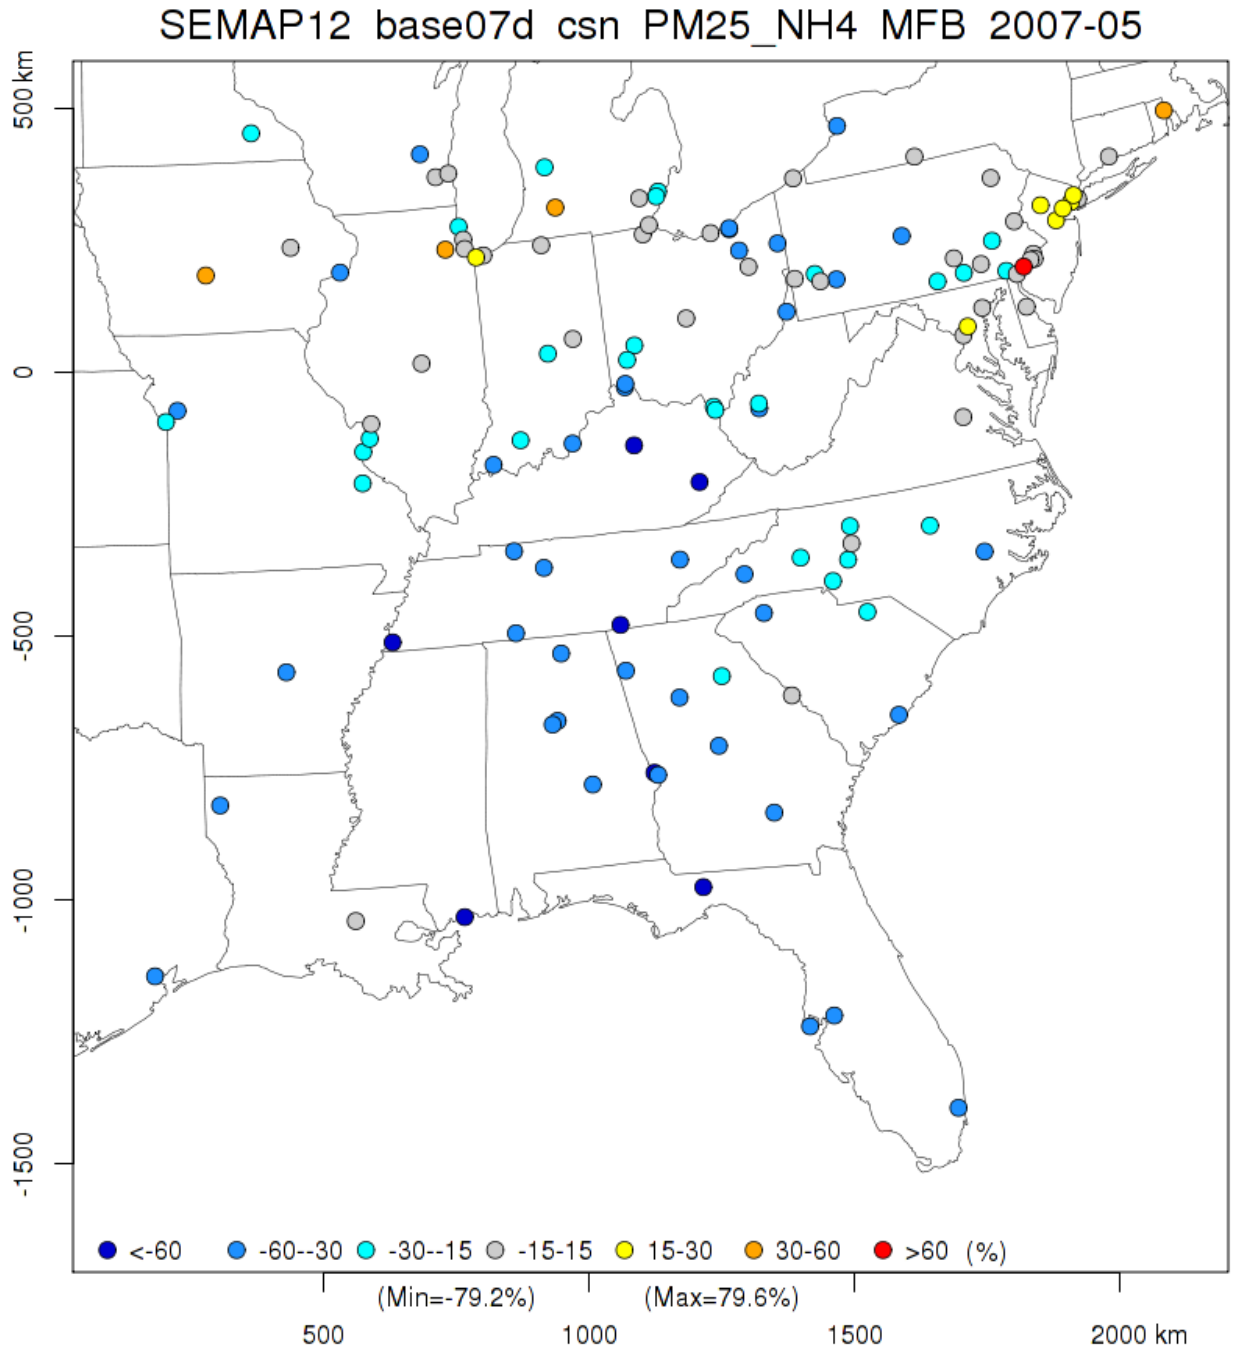 SEMAP12 base07d csn PM25_NH4 MFB 2007-05
500 km
0
-500
-1000
-1500
<-60 -60--30 -30--15 -15-15 15-30 30-60 >60 (%)
(Min=-79.2%) (Max=79.6%)
500 1000 1500 2000 km